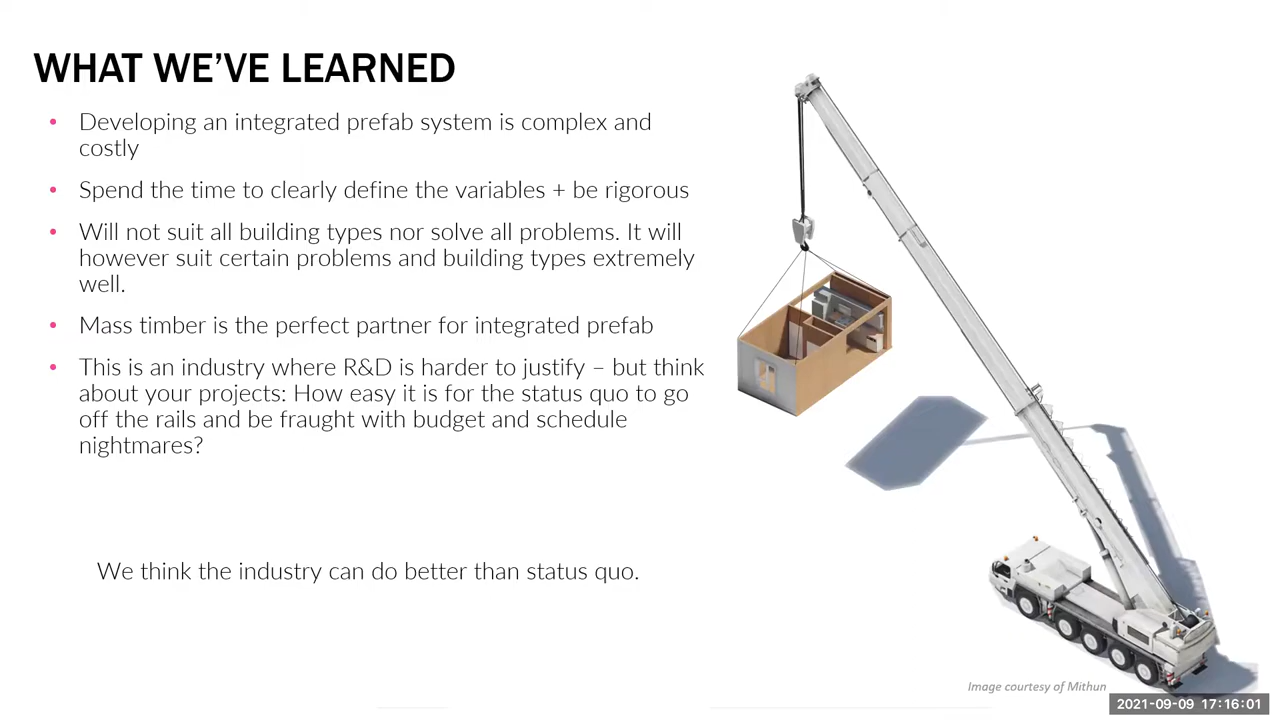 WHAT WE’VE LEARNED
• Developing an integrated prefab system is complex and
costly
• Spend the time to clearly define the variables + be rigorous
• Will not suit all building types nor solve all problems. It will
however suit certain problems and building types extremely
well.
• Mass timber is the perfect partner for integrated prefab
• This is an industry where R&D is harder to justify – but think
about your projects: How easy it is for the status quo to go
off the rails and be fraught with budget and schedule
nightmares?
We think the industry can do better than status quo.
Image courtesy of Mithun
2021-09-09 17:16:01